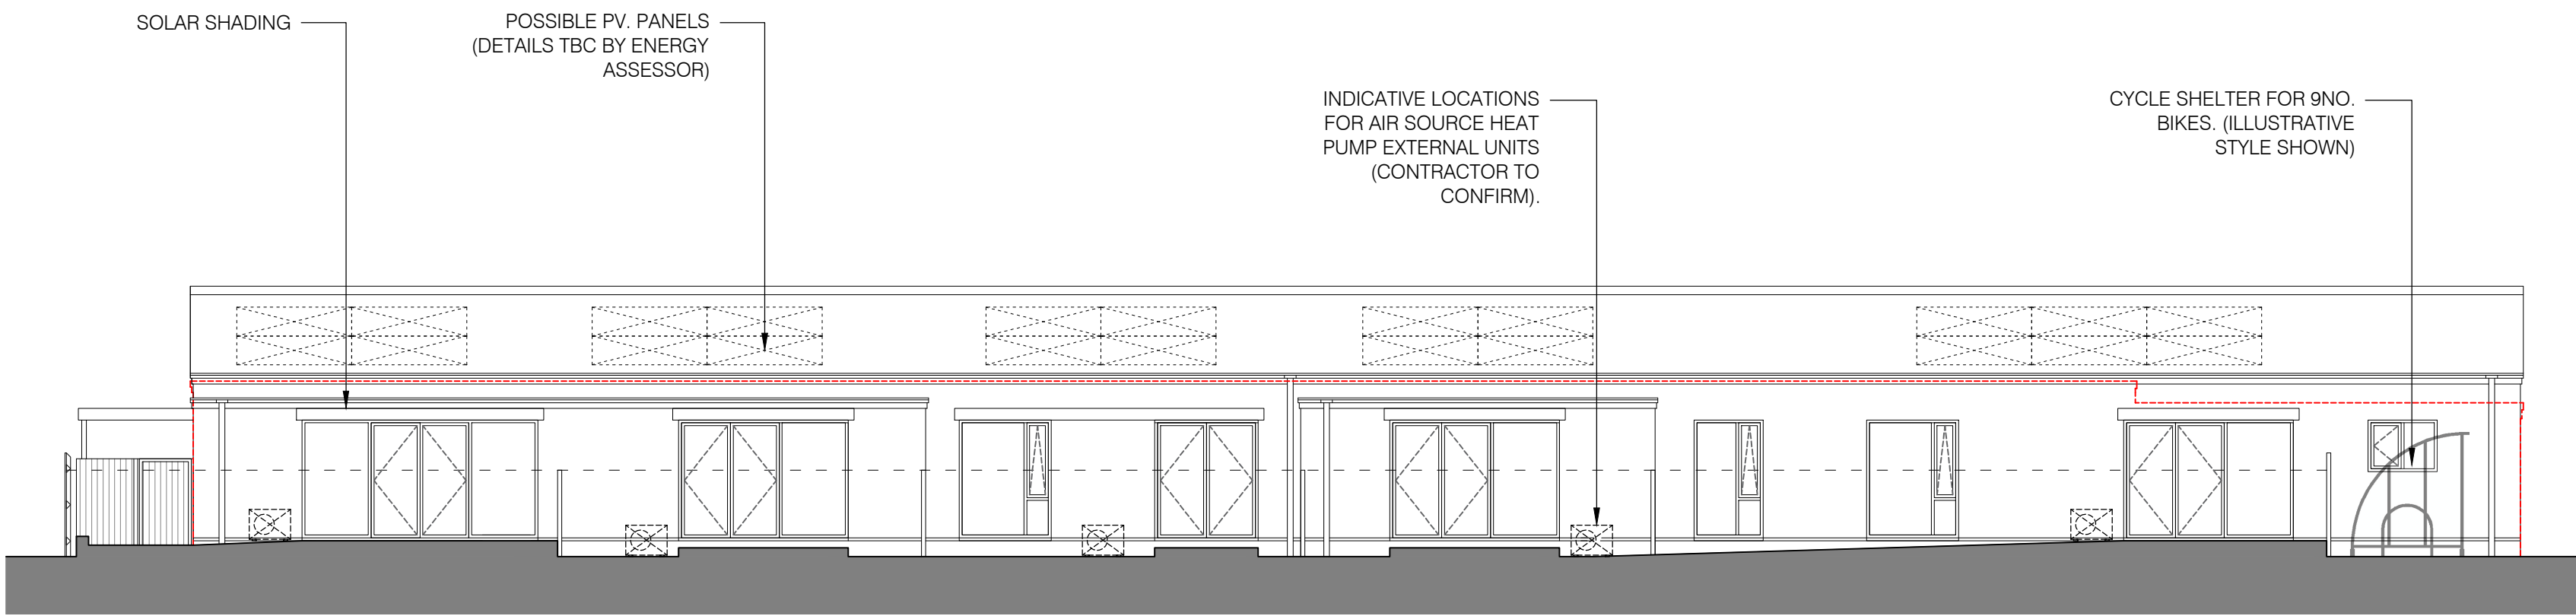 SOLAR SHADING
POSSIBLE PV. PANELS
(DETAILS TBC BY ENERGY
ASSESSOR)
INDICATIVE LOCATIONS
FOR AIR SOURCE HEAT
PUMP EXTERNAL UNITS
(CONTRACTOR TO
CONFIRM).
CYCLE SHELTER FOR 9NO.
BIKES. (ILLUSTRATIVE
STYLE SHOWN)